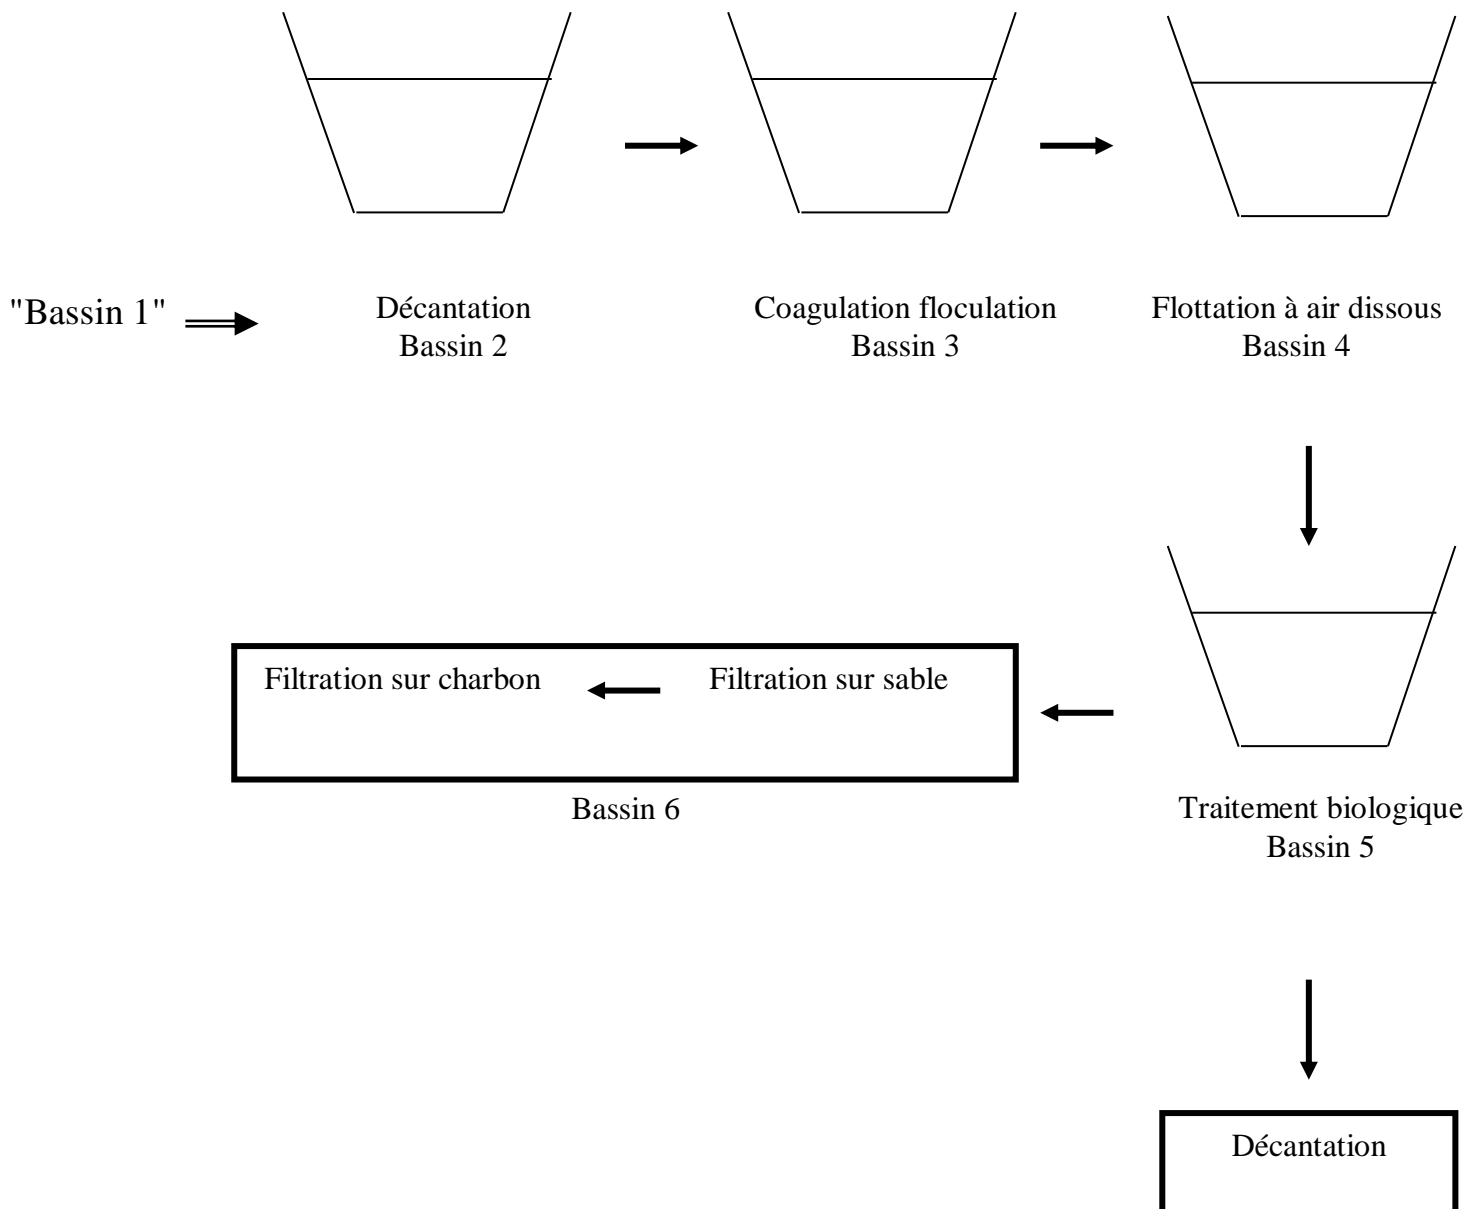 "Bassin 1"
Décantation
Bassin 2
Coagulation floculation
Bassin 3
Flottation à air dissous
Bassin 4
Filtration sur charbon
Filtration sur sable
Bassin 6
Traitement biologique
Bassin 5
Décantation